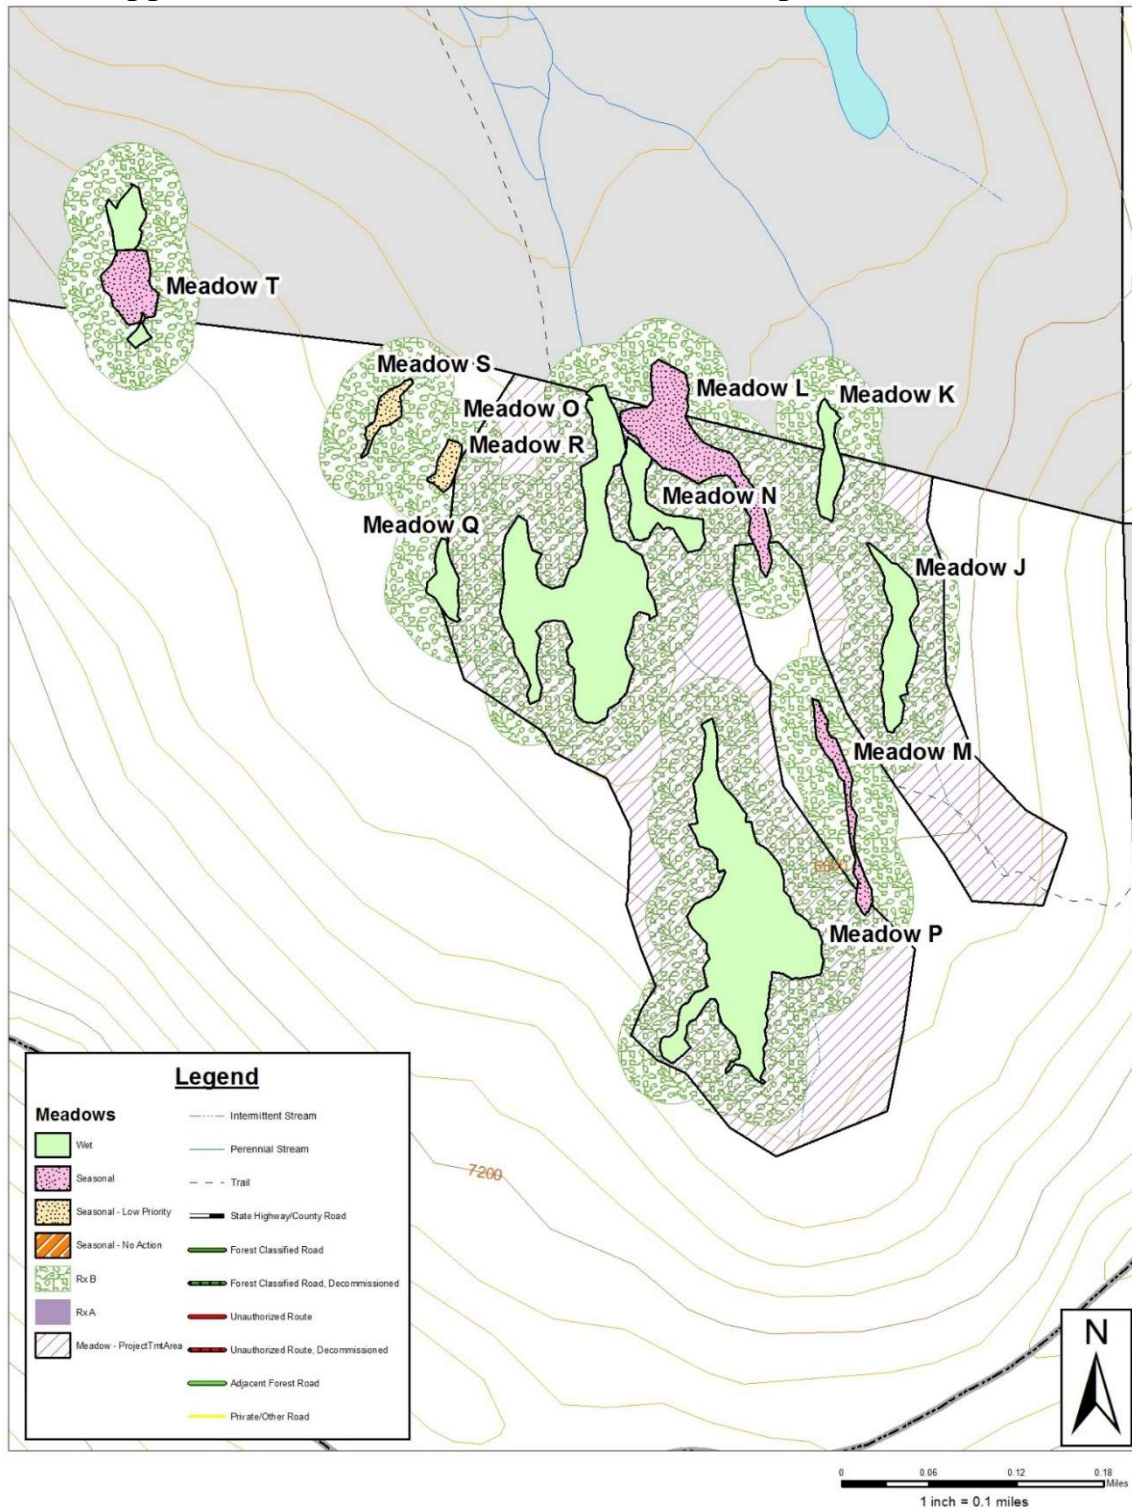 Meadow T
Meadow S
Meadow L
Meadow K
Meadow O
Meadow R
Meadow N
Meadow Q
Meadow J
Meadow M
Meadow P
7200
Legend
Meadows
Wet
Seasonal
Seasonal - Low Priority
Seasonal - No Action
Rx B
Rx A
Meadow - ProjectTmtArea
Intermittent Stream
Perennial Stream
Trail
State Highway/County Road
Forest Classified Road
Forest Classified Road, Decommissioned
Unauthorized Route
Unauthorized Route, Decommissioned
Adjacent Forest Road
Private/Other Road
N
0 0.06 0.12 0.18
Miles
1 inch = 0.1 miles